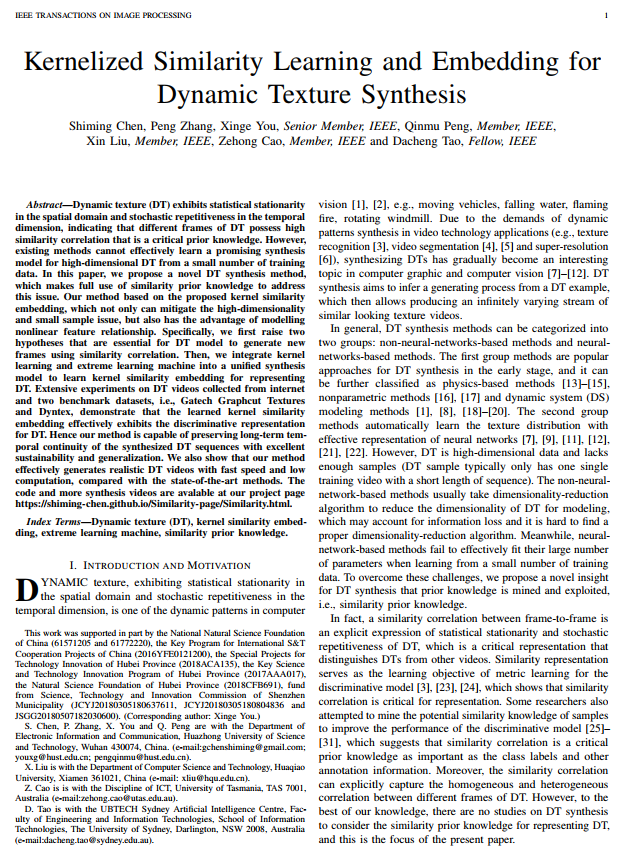 IEEE TRANSACTIONS ON IMAGE PROCESSING
1
Kernelized Similarity Learning and Embedding for
Dynamic Texture Synthesis
Shiming Chen, Peng Zhang, Xinge You, Senior Member, IEEE, Qinmu Peng, Member, IEEE,
Xin Liu, Member, IEEE, Zehong Cao, Member, IEEE and Dacheng Tao, Fellow, IEEE
Abstract—Dynamic texture (DT) exhibits statistical stationarity
in the spatial domain and stochastic repetitiveness in the temporal
dimension, indicating that different frames of DT possess high
similarity correlation that is a critical prior knowledge. However,
existing methods cannot effectively learn a promising synthesis
model for high-dimensional DT from a small number of training
data. In this paper, we propose a novel DT synthesis method,
which makes full use of similarity prior knowledge to address
this issue. Our method based on the proposed kernel similarity
embedding, which not only can mitigate the high-dimensionality
and small sample issue, but also has the advantage of modelling
nonlinear feature relationship. Specifically, we first raise two
hypotheses that are essential for DT model to generate new
frames using similarity correlation. Then, we integrate kernel
learning and extreme learning machine into a unified synthesis
model to learn kernel similarity embedding for representing
DT. Extensive experiments on DT videos collected from internet
and two benchmark datasets, i.e., Gatech Graphcut Textures
and Dyntex, demonstrate that the learned kernel similarity
embedding effectively exhibits the discriminative representation
for DT. Hence our method is capable of preserving long-term tem-
poral continuity of the synthesized DT sequences with excellent
sustainability and generalization. We also show that our method
effectively generates realistic DT videos with fast speed and low
computation, compared with the state-of-the-art methods. The
code and more synthesis videos are available at our project page
https://shiming-chen.github.io/Similarity-page/Similarity.html.
Index Terms—Dynamic texture (DT), kernel similarity embed-
ding, extreme learning machine, similarity prior knowledge.
I. INTRODUCTION AND MOTIVATION
DYNAMIC texture, exhibiting statistical stationarity in
the spatial domain and stochastic repetitiveness in the
temporal dimension, is one of the dynamic patterns in computer
This work was supported in part by the National Natural Science Foundation
of China (61571205 and 61772220), the Key Program for International S&T
Cooperation Projects of China (2016YFE0121200), the Special Projects for
Technology Innovation of Hubei Province (2018ACA135), the Key Science
and Technology Innovation Program of Hubei Province (2017AAA017),
the Natural Science Foundation of Hubei Province (2018CFB691), fund
from Science, Technology and Innovation Commission of Shenzhen
Municipality (JCYJ20180305180637611, JCYJ20180305180804836 and
JSGG20180507182030600). (Corresponding author: Xinge You.)
S. Chen, P. Zhang, X. You and Q. Peng are with the Department of
Electronic Information and Communication, Huazhong University of Science
and Technology, Wuhan 430074, China. (e-mail:gchenshiming@gmail.com;
youxg@hust.edu.cn; pengqinmu@hust.edu.cn).
X. Liu is with the Department of Computer Science and Technology, Huaqiao
University, Xiamen 361021, China (e-mail: xliu@hqu.edu.cn).
Z. Cao is is with the Discipline of ICT, University of Tasmania, TAS 7001,
Australia (e-mail:zehong.cao@utas.edu.au).
D. Tao is with the UBTECH Sydney Artificial Intelligence Centre, Fac-
ulty of Engineering and Information Technologies, School of Information
Technologies, The University of Sydney, Darlington, NSW 2008, Australia
(e-mail:dacheng.tao@sydney.edu.au).
vision [1], [2], e.g., moving vehicles, falling water, flaming
fire, rotating windmill. Due to the demands of dynamic
patterns synthesis in video technology applications (e.g., texture
recognition [3], video segmentation [4], [5] and super-resolution
[6]), synthesizing DTs has gradually become an interesting
topic in computer graphic and computer vision [7]–[12]. DT
synthesis aims to infer a generating process from a DT example,
which then allows producing an infinitely varying stream of
similar looking texture videos.
In general, DT synthesis methods can be categorized into
two groups: non-neural-networks-based methods and neural-
networks-based methods. The first group methods are popular
approaches for DT synthesis in the early stage, and it can
be further classified as physics-based methods [13]–[15],
nonparametric methods [16], [17] and dynamic system (DS)
modeling methods [1], [8], [18]–[20]. The second group
methods automatically learn the texture distribution with
effective representation of neural networks [7], [9], [11], [12],
[21], [22]. However, DT is high-dimensional data and lacks
enough samples (DT sample typically only has one single
training video with a short length of sequence). The non-neural-
network-based methods usually take dimensionality-reduction
algorithm to reduce the dimensionality of DT for modeling,
which may account for information loss and it is hard to find a
proper dimensionality-reduction algorithm. Meanwhile, neural-
network-based methods fail to effectively fit their large number
of parameters when learning from a small number of training
data. To overcome these challenges, we propose a novel insight
for DT synthesis that prior knowledge is mined and exploited,
i.e., similarity prior knowledge.
In fact, a similarity correlation between frame-to-frame is
an explicit expression of statistical stationarity and stochastic
repetitiveness of DT, which is a critical representation that
distinguishes DTs from other videos. Similarity representation
serves as the learning objective of metric learning for the
discriminative model [3], [23], [24], which shows that similarity
correlation is critical for representation. Some researchers also
attempted to mine the potential similarity knowledge of samples
to improve the performance of the discriminative model [25]–
[31], which suggests that similarity correlation is a critical
prior knowledge as important as the class labels and other
annotation information. Moreover, the similarity correlation
can explicitly capture the homogeneous and heterogeneous
correlation between different frames of DT. However, to the
best of our knowledge, there are no studies on DT synthesis
to consider the similarity prior knowledge for representing DT,
and this is the focus of the present paper.